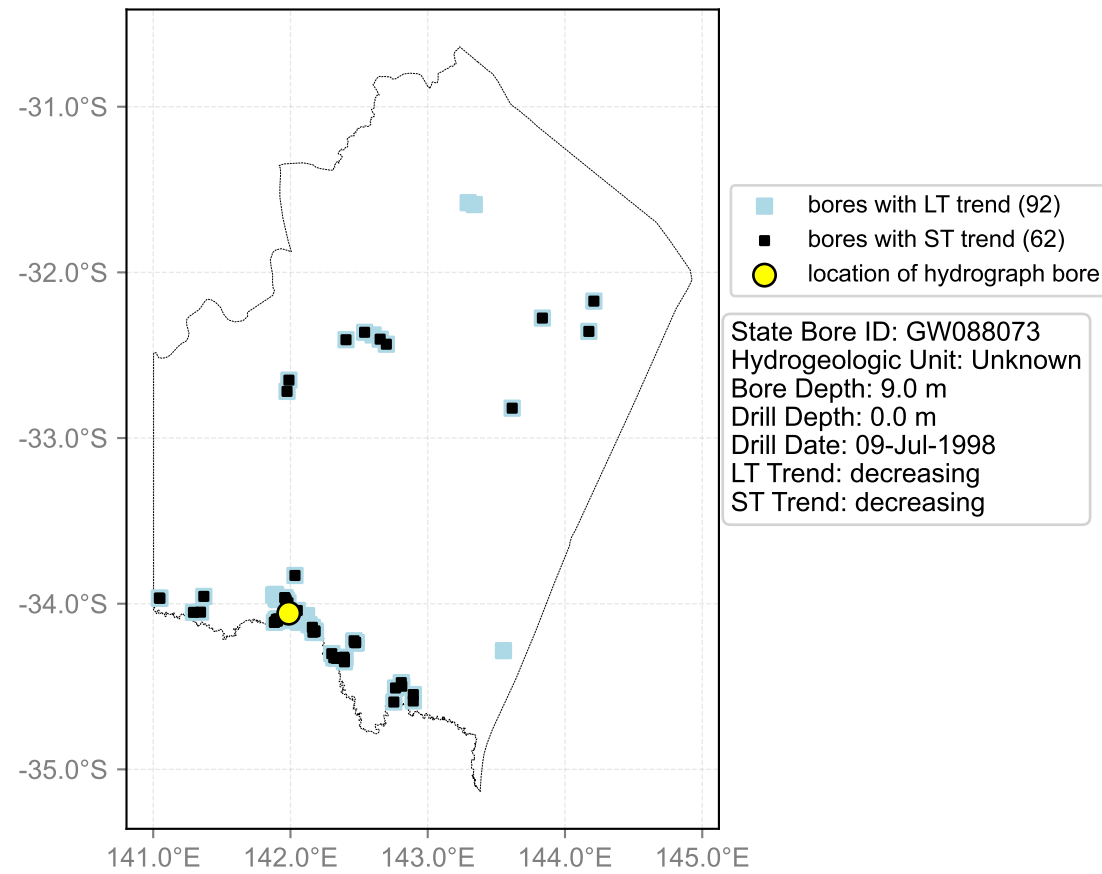 -31.0°S
-32.0°S
-33.0°S
-34.0°S
-35.0°S
141.0°E 142.0°E 143.0°E 144.0°E 145.0°E
bores with LT trend (92)
bores with ST trend (62)
location of hydrograph bore
State Bore ID: GW088073
Hydrogeologic Unit: Unknown
Bore Depth: 9.0 m
Drill Depth: 0.0 m
Drill Date: 09-Jul-1998
LT Trend: decreasing
ST Trend: decreasing